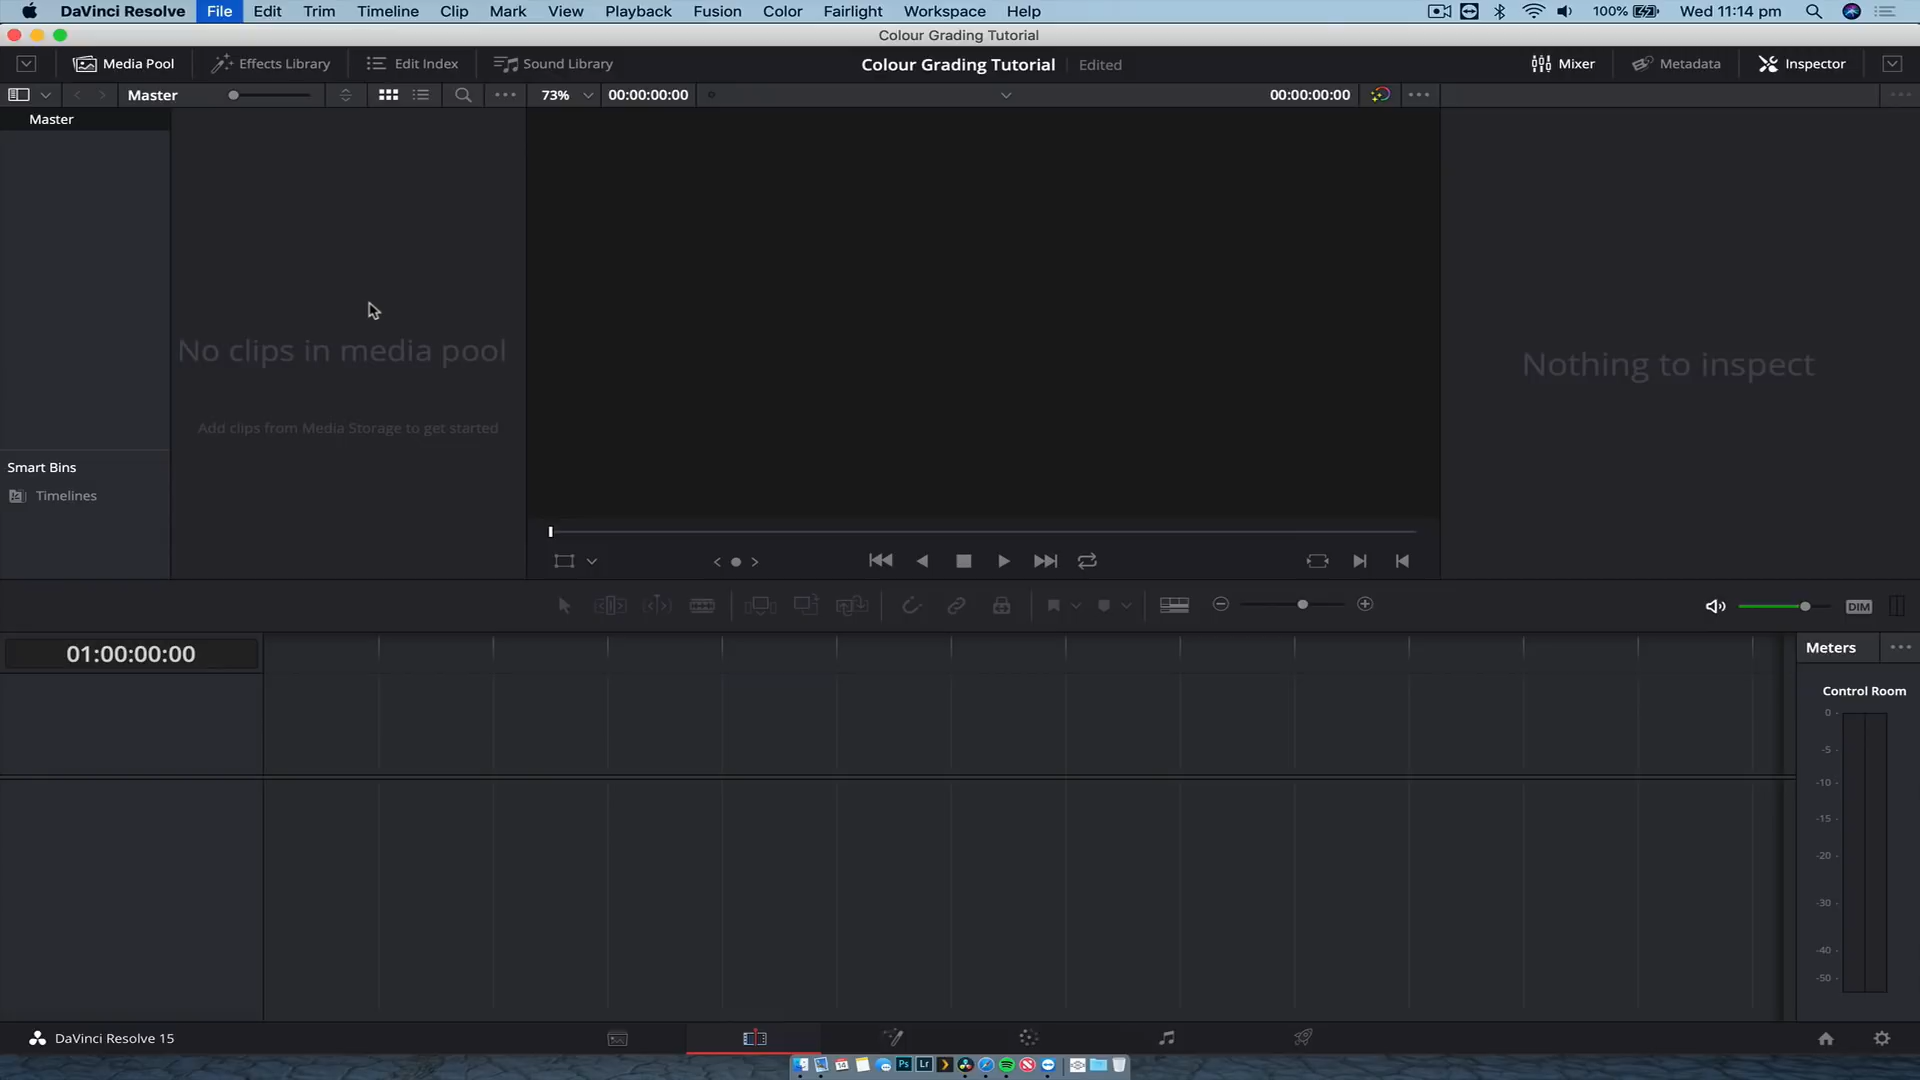 DaVinci Resolve File Edit Trim Timeline Clip Mark View Playback Fusion Color Fairlight Workspace Help 100% Wed 11:14 pm
Colour Grading Tutorial
Media Pool Effects Library Edit Index Sound Library Colour Grading Tutorial Edited Mixer Metadata Inspector
Master 73% 00:00:00:00 00:00:00:00
Master
No clips in media pool
Add clips from Media Storage to get started
Nothing to inspect
Smart Bins
Timelines
DIM
01:00:00:00
Meters
Control Room
0
-5
-10
-15
-20
-30
-40
-50
DaVinci Resolve 15
14
Ps Lr